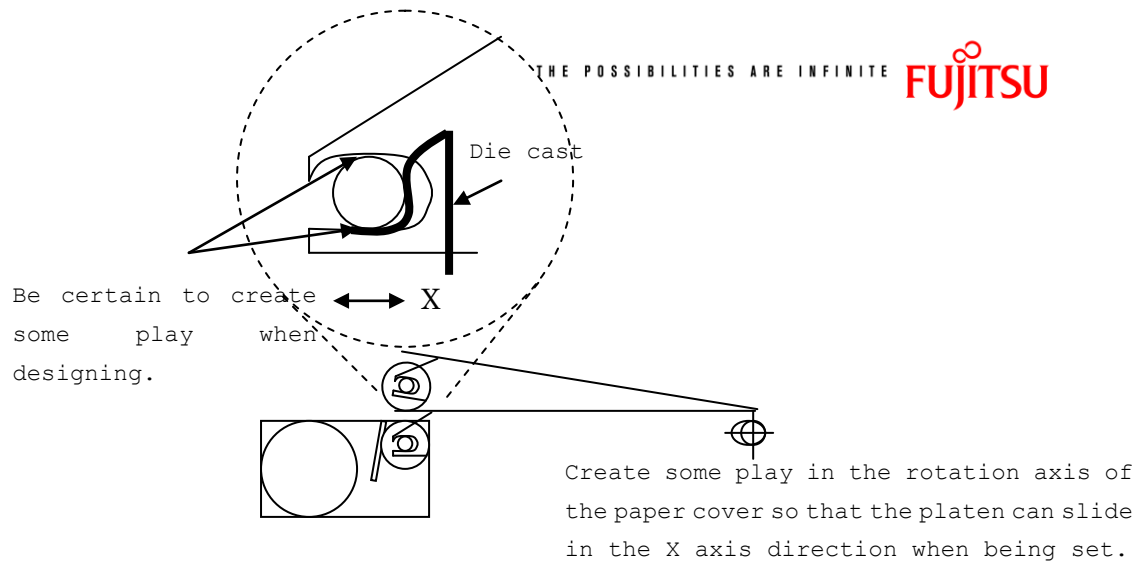 THE POSSIBILITIES ARE INFINITE
FUJITSU
Die cast
Be certain to create
some play when
designing.
X
Create some play in the rotation axis of
the paper cover so that the platen can slide
in the X axis direction when being set.